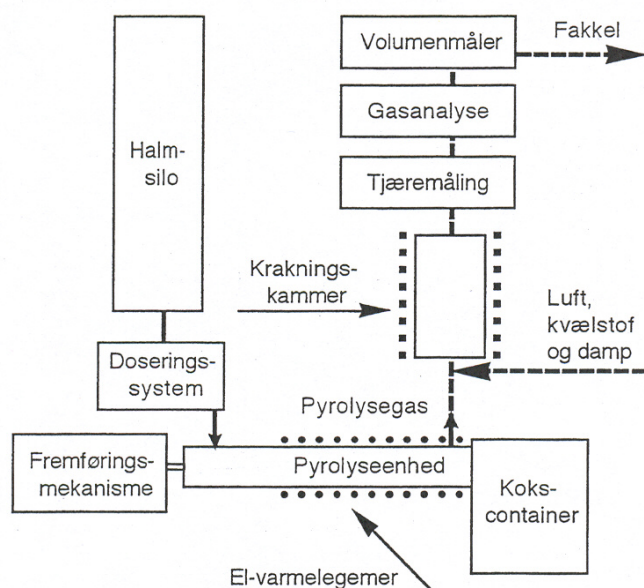 Volumenmåler
Fakkel
Gasanalyse
Halm-
silo
Tjæremåling
Kraknings-
kammer
Luft,
kvælstof
og damp
Doserings-
system
Pyrolysegas
Fremførings-
mekanisme
Pyrolyseenhed
Koks-
container
El-varmelegemer